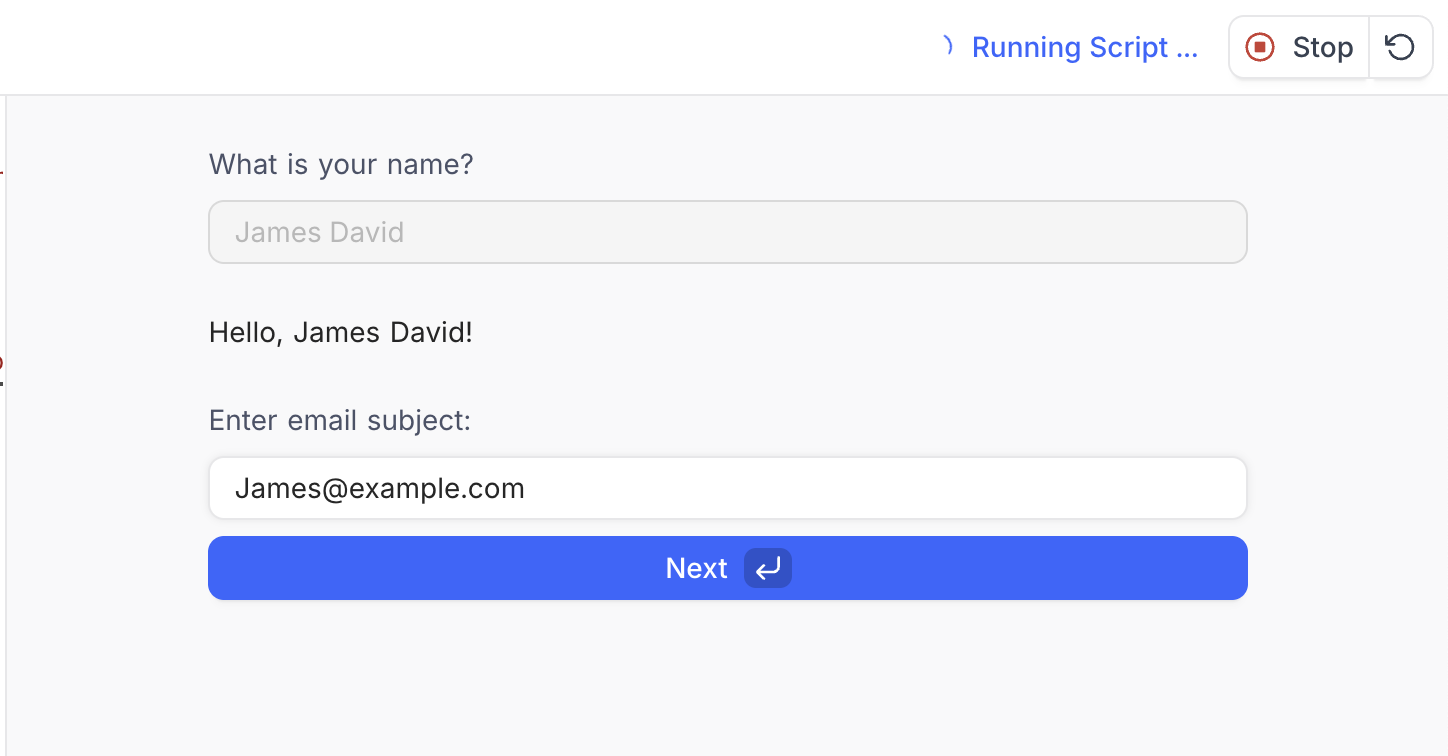 Running Script ...
Stop
What is your name?
James David
Hello, James David!
Enter email subject:
James@example.com
Next